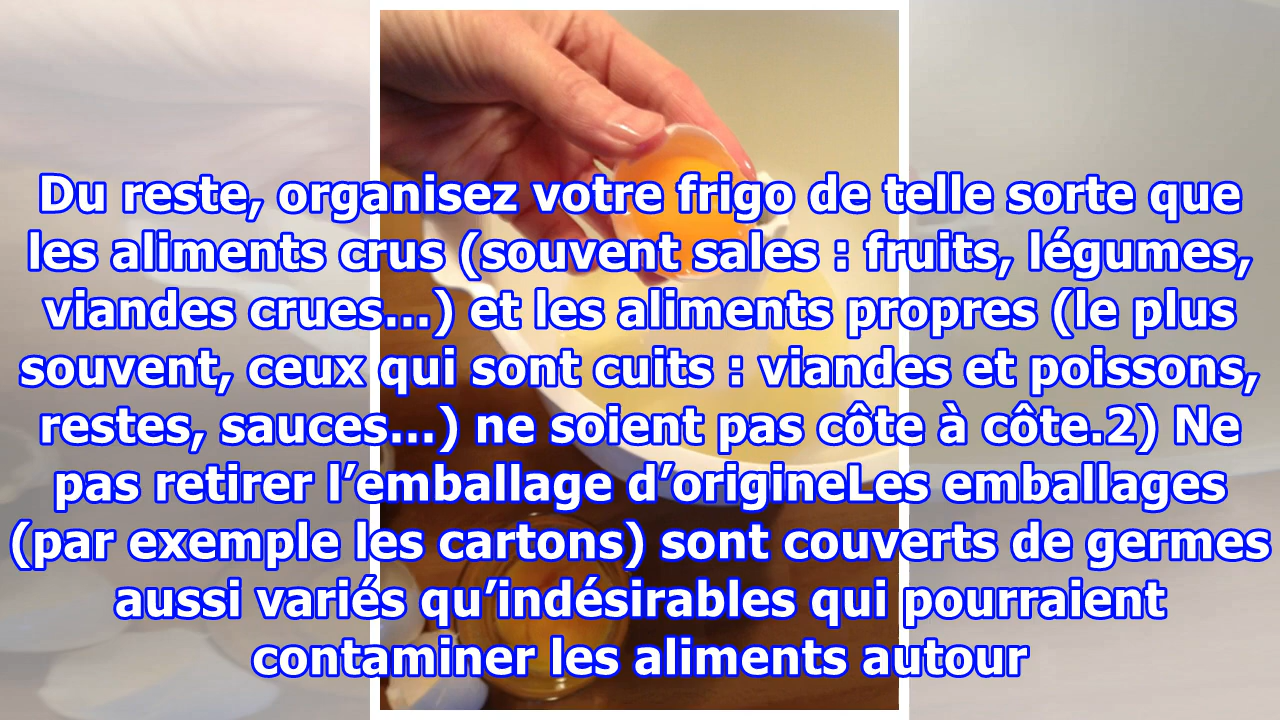 Du reste, organisez votre frigo de telle sorte que
les aliments crus (souvent sales : fruits, légumes,
viandes crues...) et les aliments propres (le plus
souvent, ceux qui sont cuits : viandes et poissons,
restes, sauces...) ne soient pas côte à côte.2) Ne
pas retirer l’emballage d’origineLes emballages
(par exemple les cartons) sont couverts de germes
aussi variés qu’indésirables qui pourraient
contaminer les aliments autour